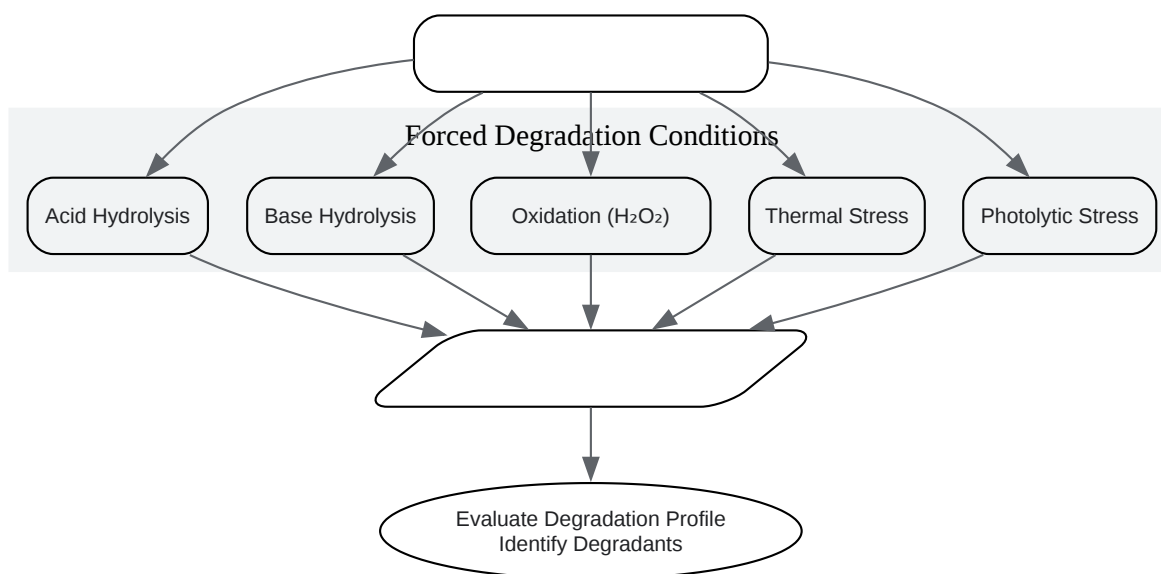 Forced Degradation Conditions
Acid Hydrolysis
Base Hydrolysis
Oxidation (H₂O₂)
Thermal Stress
Photolytic Stress
Evaluate Degradation Profile
Identify Degradants